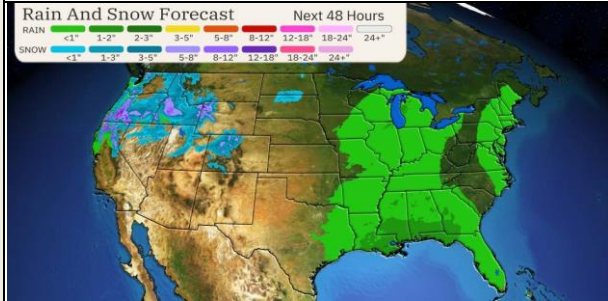 Rain And Snow Forecast Next 48 Hours
RAIN
<1" 1-2" 2-3" 3-5" 5-8" 8-12" 12-18" 18-24" 24+"
SNOW
<1" 1-3" 3-5" 5-8" 8-12" 12-18" 18-24" 24+"